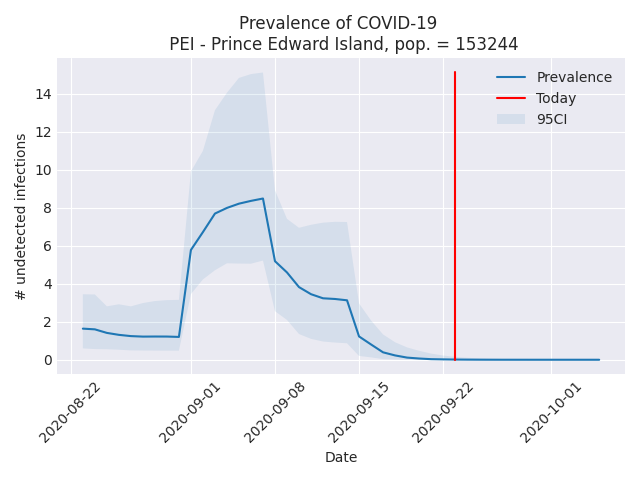 Prevalence of COVID-19
PEI - Prince Edward Island, pop. = 153244
Prevalence
Today
95CI
# undetected infections
14
12
10
8
6
4
2
0
2020-08-22
2020-09-01
2020-09-08
2020-09-15
2020-09-22
2020-10-01
Date